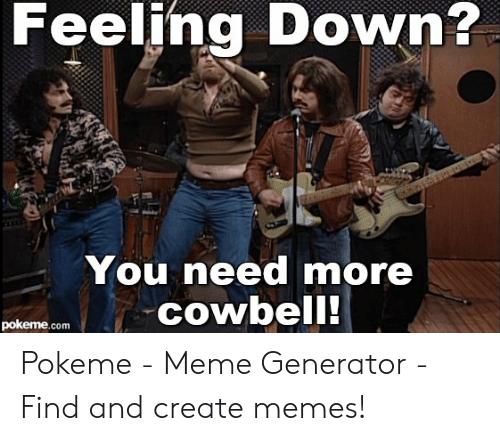 Feeling Down?
You need more
cowbell!
pokeme.com
Pokeme - Meme Generator -
Find and create memes!